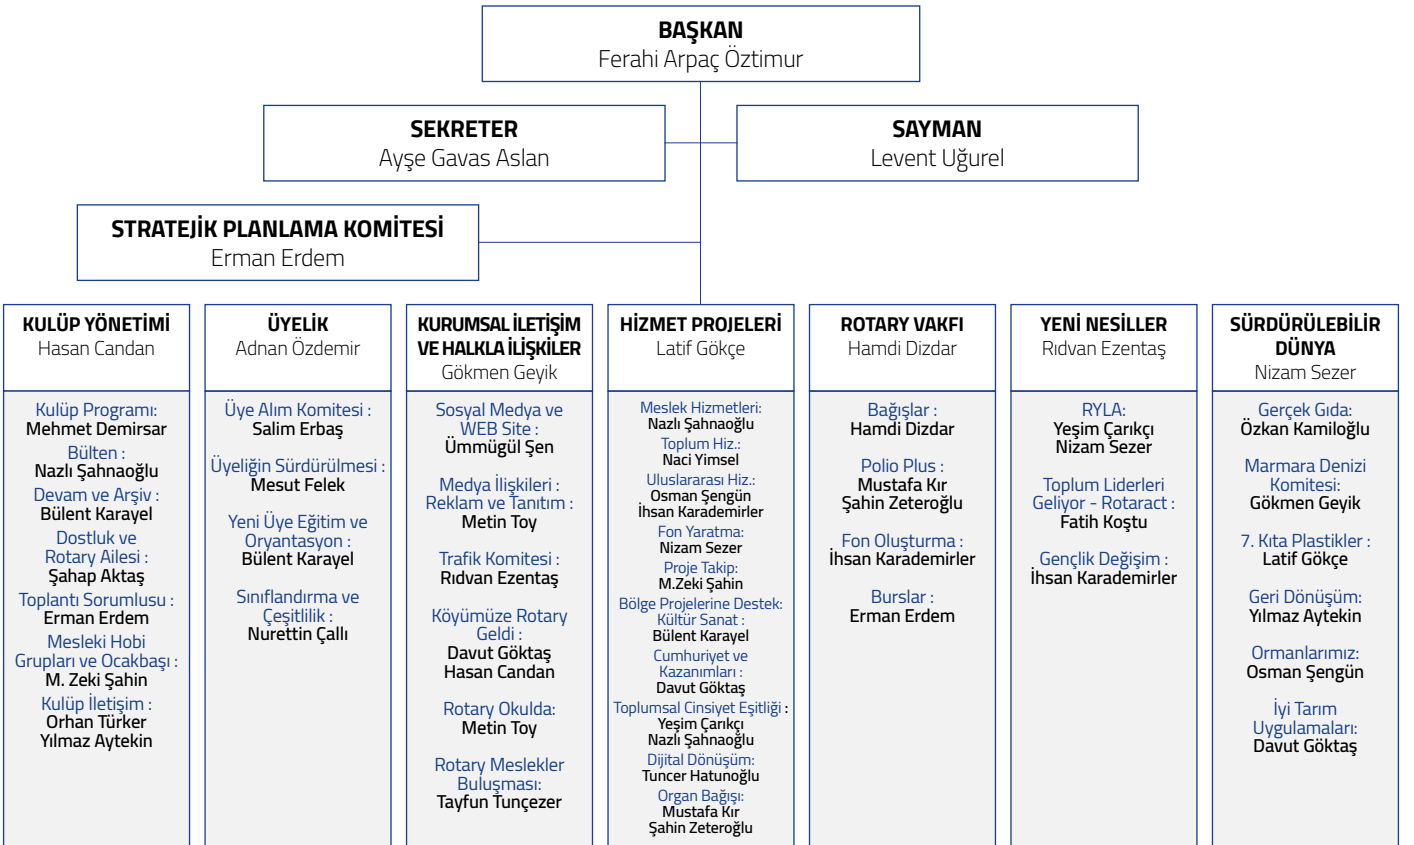 BAŞKAN
Ferahi Arpaç Öztimur
SEKRETER
Ayşe Gavas Aslan
SAYMAN
Levent Uğurel
STRATEJİK PLANLAMA KOMİTESİ
Erman Erdem
KULÜP YÖNETİMİ
Hasan Candan
Kulüp Programı:
Mehmet Demirsar
Bülten :
Nazlı Şahnaoğlu
Devam ve Arşiv :
Bülent Karayel
Dostluk ve
Rotary Ailesi :
Şahap Aktaş
Toplantı Sorumlusu :
Erman Erdem
Mesleki Hobi
Grupları ve Ocakbaşı :
M. Zeki Şahin
Kulüp İletişim :
Orhan Türker
Yılmaz Aytekin
ÜYELİK
Adnan Özdemir
Üye Alım Komitesi :
Salim Erbaş
Üyeliğin Sürdürülmesi :
Mesut Felek
Yeni Üye Eğitim ve
Oryantasyon :
Bülent Karayel
Sınıflandırma ve
Çeşitlilik :
Nurettin Çallı
KURUMSAL İLETİŞİM
VE HALKLA İLİŞKİLER
Gökmen Geyik
Sosyal Medya ve
WEB Site :
Ümmügül Şen
Medya İlişkileri :
Reklam ve Tanıtım :
Metin Toy
Trafik Komitesi :
Rıdvan Ezentaş
Köyümüze Rotary
Geldi :
Davut Göktaş
Hasan Candan
Rotary Okulda:
Metin Toy
Rotary Meslekler
Buluşması:
Tayfun Tunçezer
HİZMET PROJELERİ
Latif Gökçe
Meslek Hizmetleri:
Nazlı Şahnaoğlu
Toplum Hiz.:
Naci Yimsel
Uluslararası Hiz.:
Osman Şengün
İhsan Karademirler
Fon Yaratma:
Nizam Sezer
Proje Takip:
M.Zeki Şahin
Bölge Projelerine Destek:
Kültür Sanat :
Bülent Karayel
Cumhuriyet ve
Kazanımları :
Davut Göktaş
Toplumsal Cinsiyet Eşitliği :
Yeşim Çarıkçı
Nazlı Şahnaoğlu
Dijital Dönüşüm:
Tuncer Hatunoğlu
Organ Bağışı:
Mustafa Kır
Şahin Zeteroğlu
ROTARY VAKFI
Hamdi Dizdar
Bağışlar :
Hamdi Dizdar
Polio Plus :
Mustafa Kır
Şahin Zeteroğlu
Fon Oluşturma :
İhsan Karademirler
Burslar :
Erman Erdem
YENİ NESİLLER
Rıdvan Ezentaş
RYLA:
Yeşim Çarıkçı
Nizam Sezer
Toplum Liderleri
Geliyor - Rotaract :
Fatih Koştu
Gençlik Değişim :
İhsan Karademirler
SÜRDÜRÜLEBİLİR
DÜNYA
Nizam Sezer
Gerçek Gıda:
Özkan Kamiloğlu
Marmara Denizi
Komitesi:
Gökmen Geyik
7. Kıta Plastikler :
Latif Gökçe
Geri Dönüşüm:
Yılmaz Aytekin
Ormanlarımız:
Osman Şengün
İyi Tarım
Uygulamaları:
Davut Göktaş